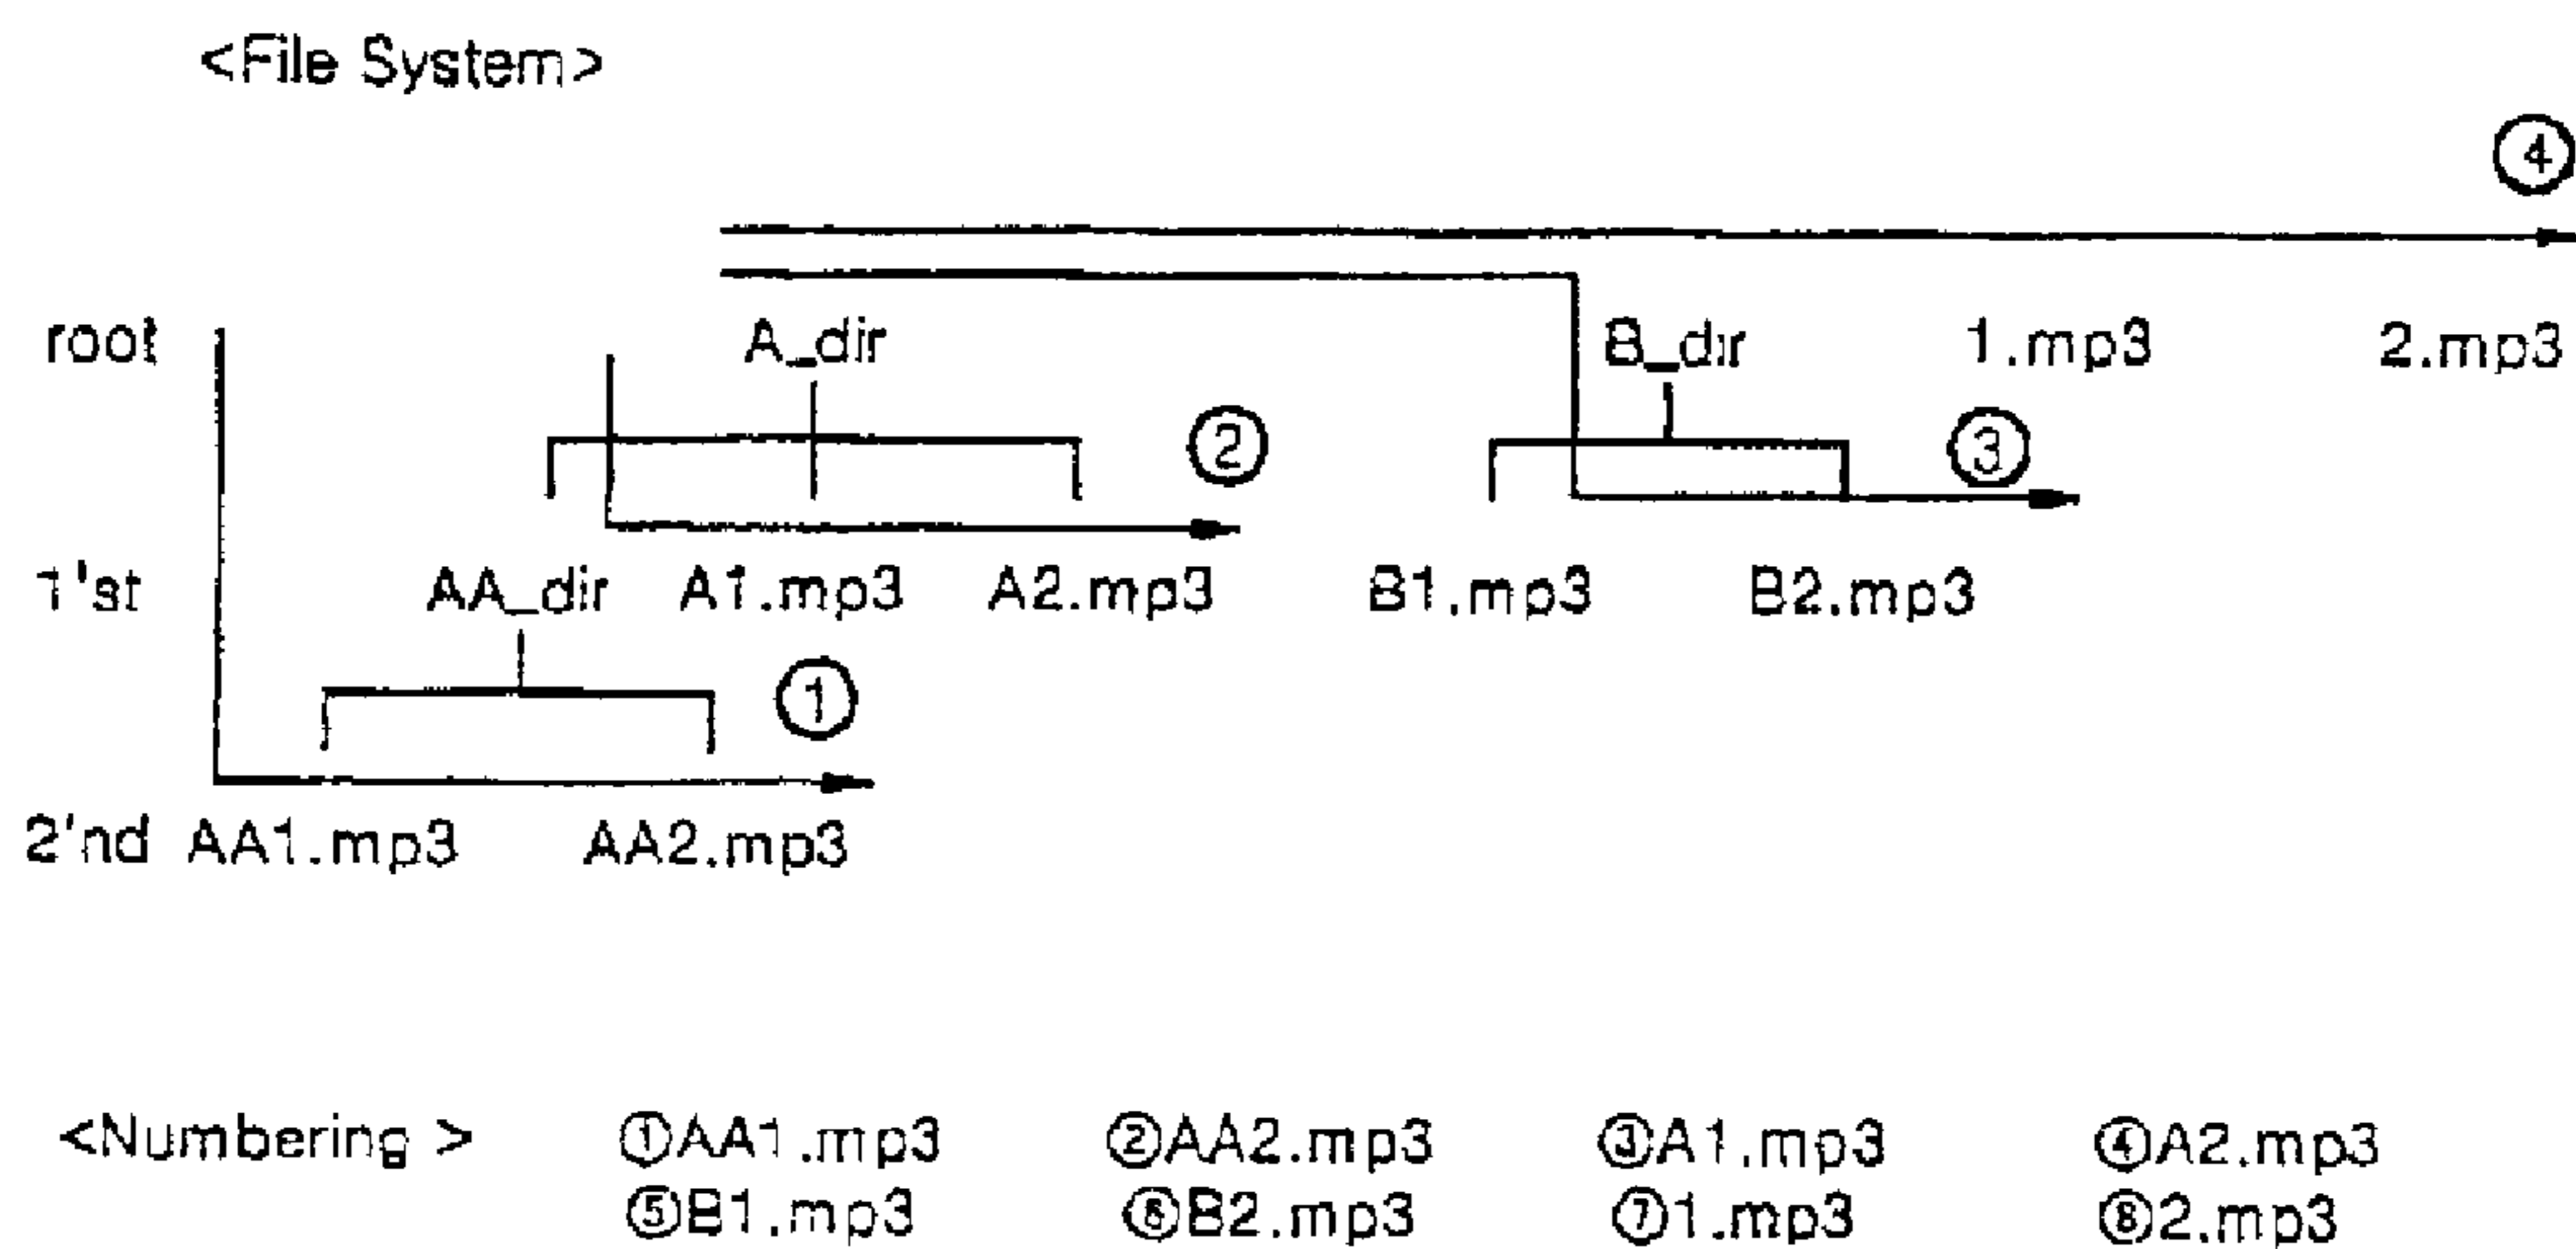 <File System>
④
root A_dir B_dir 1.mp3 2.mp3
② ③
1'st AA_dir A1.mp3 A2.mp3 B1.mp3 B2.mp3
①
2'nd AA1.mp3 AA2.mp3
<Numbering > ①AA1.mp3 ②AA2.mp3 ③A1.mp3 ④A2.mp3
⑤B1.mp3 ⑥B2.mp3 ⑦1.mp3 ⑧2.mp3